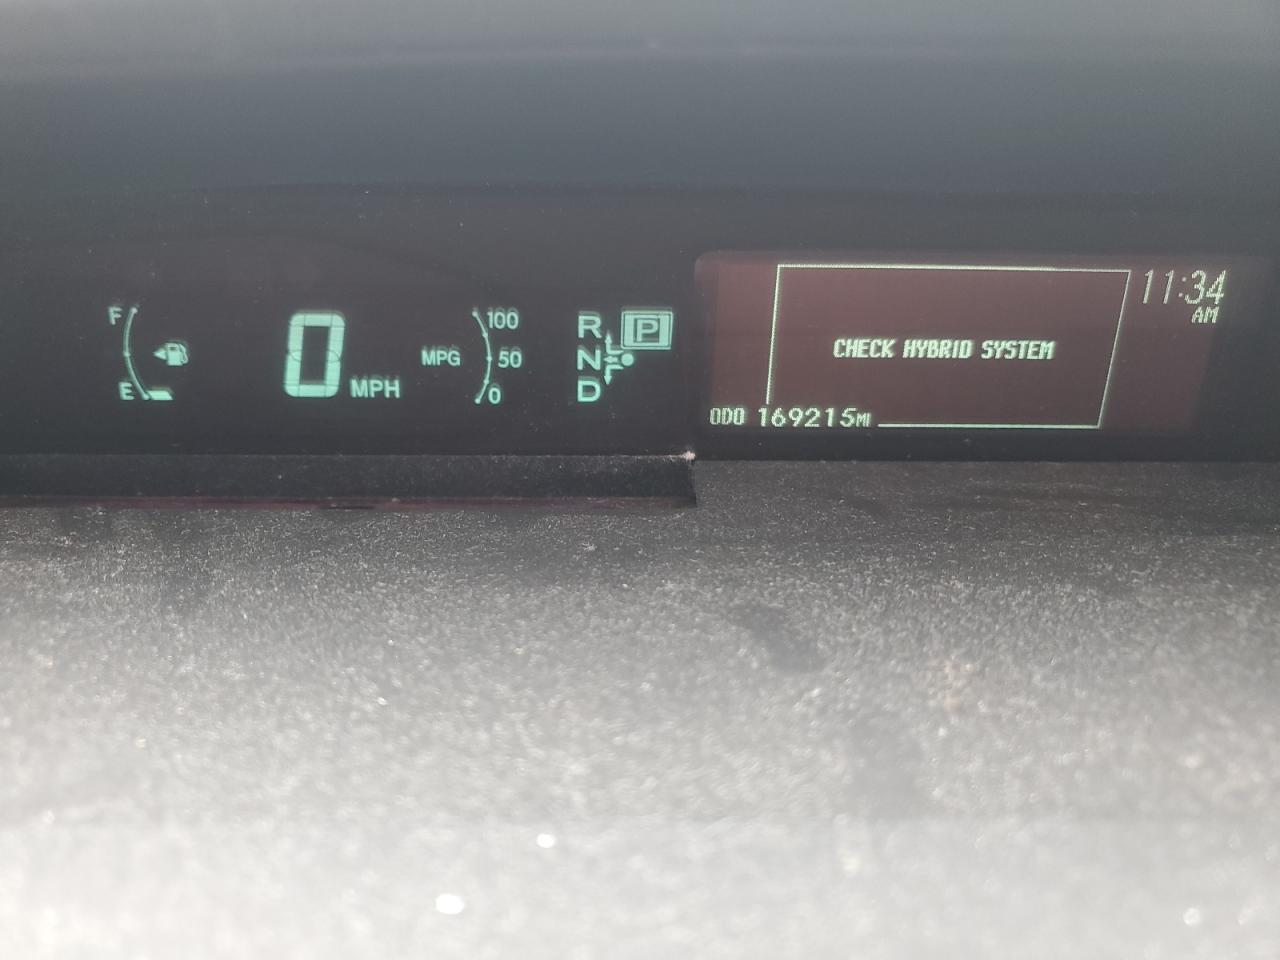 F
E
0 MPH
MPG
100
50
0
R
N
D
P
CHECK HYBRID SYSTEM
11:34
AM
ODO 169215MI